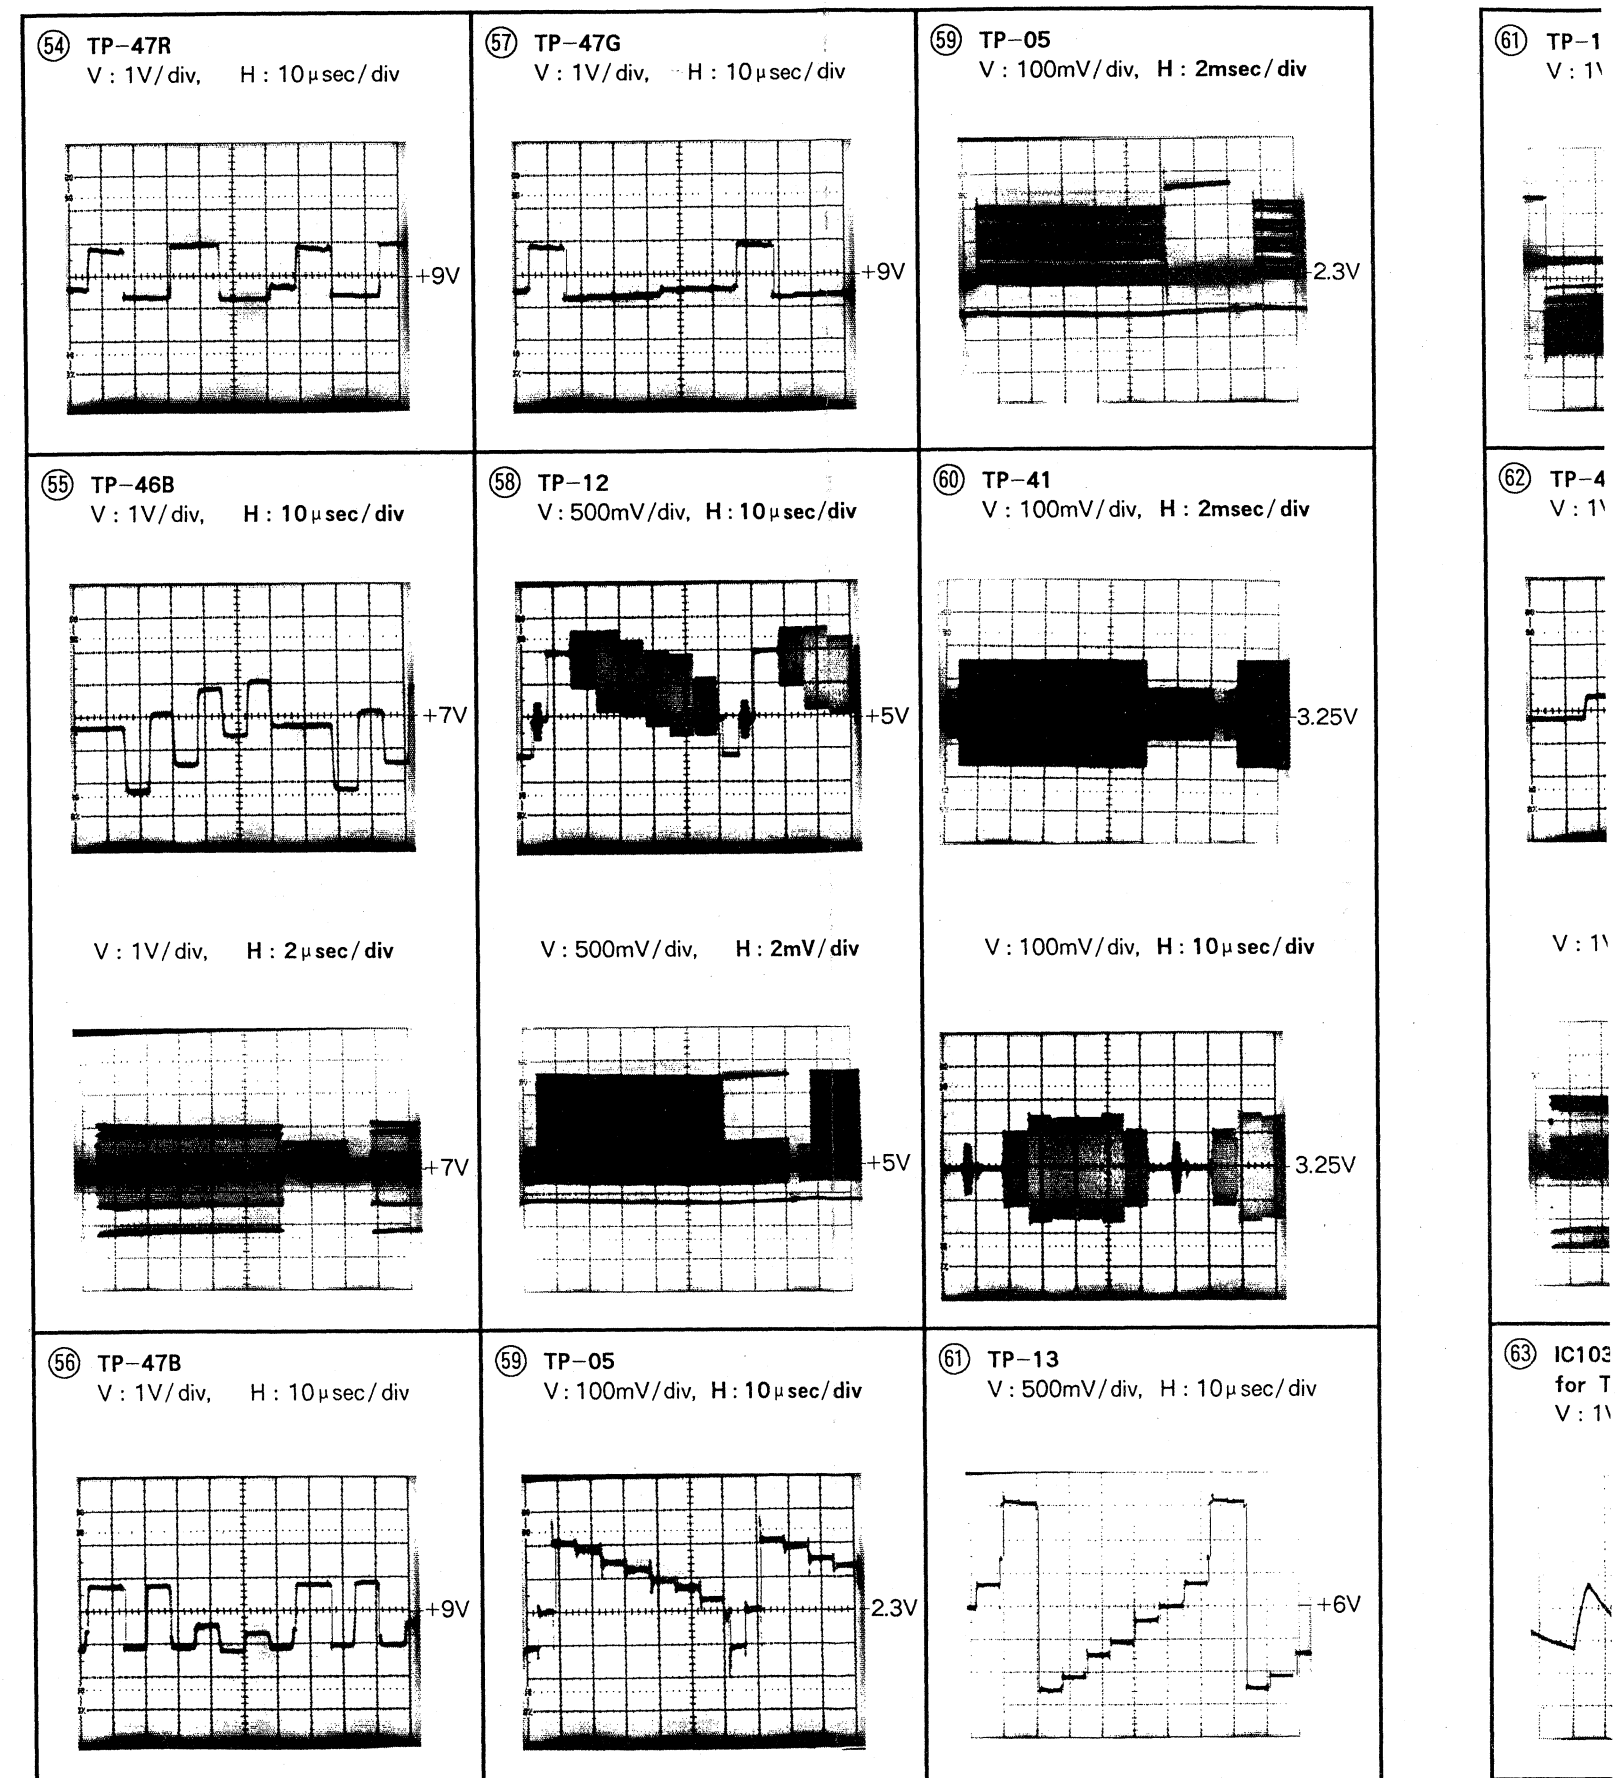 54 TP-47R
V : 1V/div, H : 10μsec/div
+9V
57 TP-47G
V : 1V/div, H : 10μsec/div
+9V
59 TP-05
V : 100mV/div, H : 2msec/div
2.3V
61 TP-1
V : 1V
55 TP-46B
V : 1V/div, H : 10μsec/div
+7V
V : 1V/div, H : 2μsec/div
+7V
58 TP-12
V : 500mV/div, H : 10μsec/div
+5V
V : 500mV/div, H : 2mV/div
+5V
60 TP-41
V : 100mV/div, H : 2msec/div
3.25V
V : 100mV/div, H : 10μsec/div
3.25V
62 TP-4
V : 1V
V : 1V
56 TP-47B
V : 1V/div, H : 10μsec/div
+9V
59 TP-05
V : 100mV/div, H : 10μsec/div
2.3V
61 TP-13
V : 500mV/div, H : 10μsec/div
+6V
63 IC103
for T
V : 1V